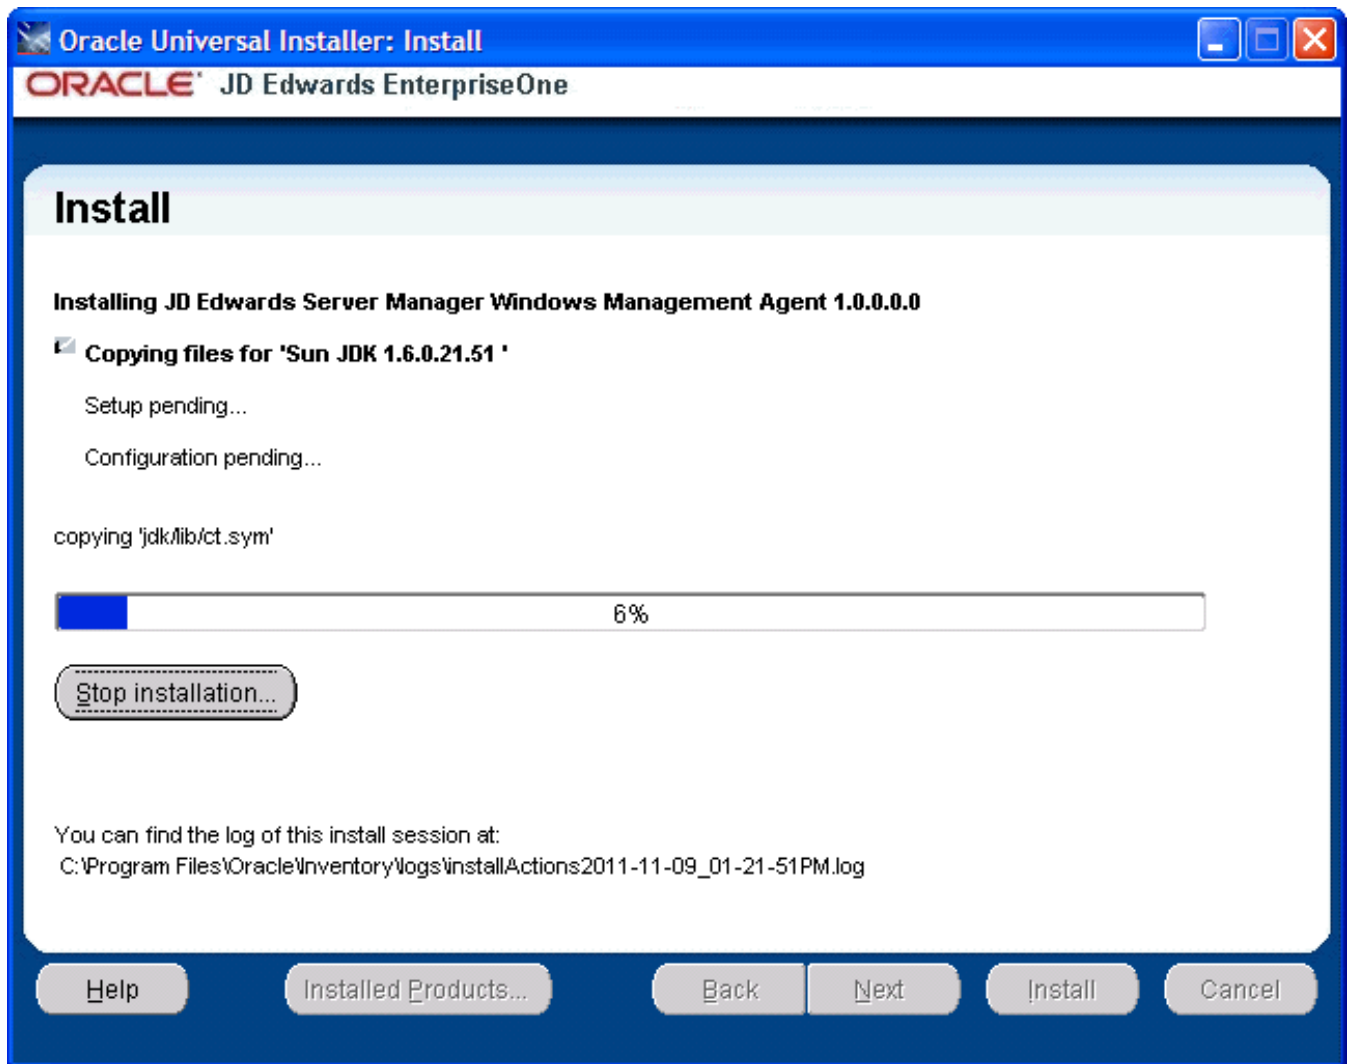 Oracle Universal Installer: Install
ORACLE JD Edwards EnterpriseOne
Install
Installing JD Edwards Server Manager Windows Management Agent 1.0.0.0.0
Copying files for 'Sun JDK 1.6.0.21.51 '
Setup pending...
Configuration pending...
copying 'jdk/lib/ct.sym'
6%
Stop installation...
You can find the log of this install session at:
C:\Program Files\Oracle\Inventory\logs\installActions2011-11-09_01-21-51PM.log
Help Installed Products... Back Next Install Cancel